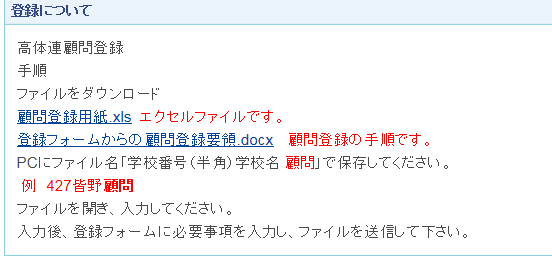 登録について
高体連顧問登録
手順
ファイルをダウンロード
顧問登録用紙.xls エクセルファイルです。
登録フォームからの顧問登録要領.docx 顧問登録の手順です。
PCにファイル名「学校番号(半角)学校名 顧問」で保存してください。
例 427皆野顧問
ファイルを開き、入力してください。
入力後、登録フォームに必要事項を入力し、ファイルを送信して下さい。